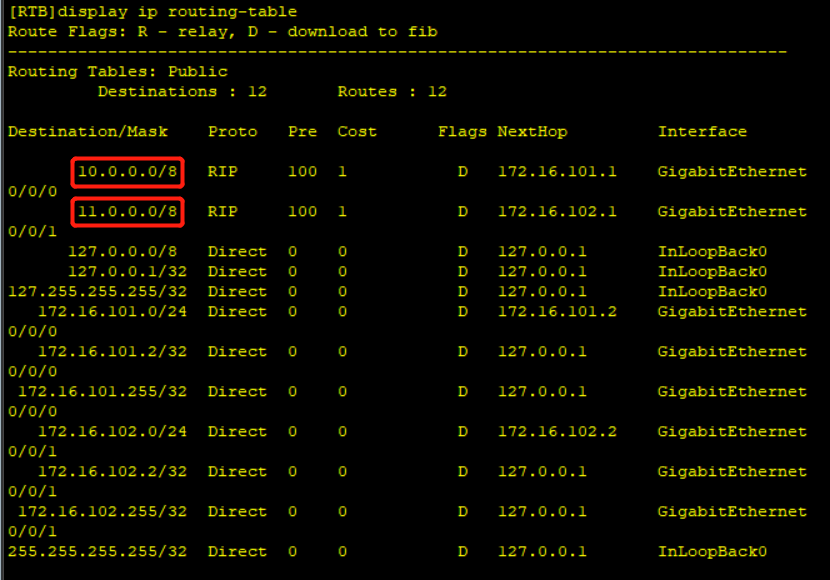 [RTB]display ip routing-table
Route Flags: R - relay, D - download to fib
------------------------------------------------------------------------------
Routing Tables: Public
         Destinations : 12       Routes : 12

Destination/Mask    Proto   Pre  Cost      Flags NextHop         Interface

       10.0.0.0/8   RIP     100  1           D   172.16.101.1    GigabitEthernet
0/0/0
       11.0.0.0/8   RIP     100  1           D   172.16.102.1    GigabitEthernet
0/0/1
      127.0.0.0/8   Direct  0    0           D   127.0.0.1       InLoopBack0
      127.0.0.1/32  Direct  0    0           D   127.0.0.1       InLoopBack0
127.255.255.255/32  Direct  0    0           D   127.0.0.1       InLoopBack0
   172.16.101.0/24  Direct  0    0           D   172.16.101.2    GigabitEthernet
0/0/0
   172.16.101.2/32  Direct  0    0           D   127.0.0.1       GigabitEthernet
0/0/0
 172.16.101.255/32  Direct  0    0           D   127.0.0.1       GigabitEthernet
0/0/0
   172.16.102.0/24  Direct  0    0           D   172.16.102.2    GigabitEthernet
0/0/1
   172.16.102.2/32  Direct  0    0           D   127.0.0.1       GigabitEthernet
0/0/1
 172.16.102.255/32  Direct  0    0           D   127.0.0.1       GigabitEthernet
0/0/1
255.255.255.255/32  Direct  0    0           D   127.0.0.1       InLoopBack0